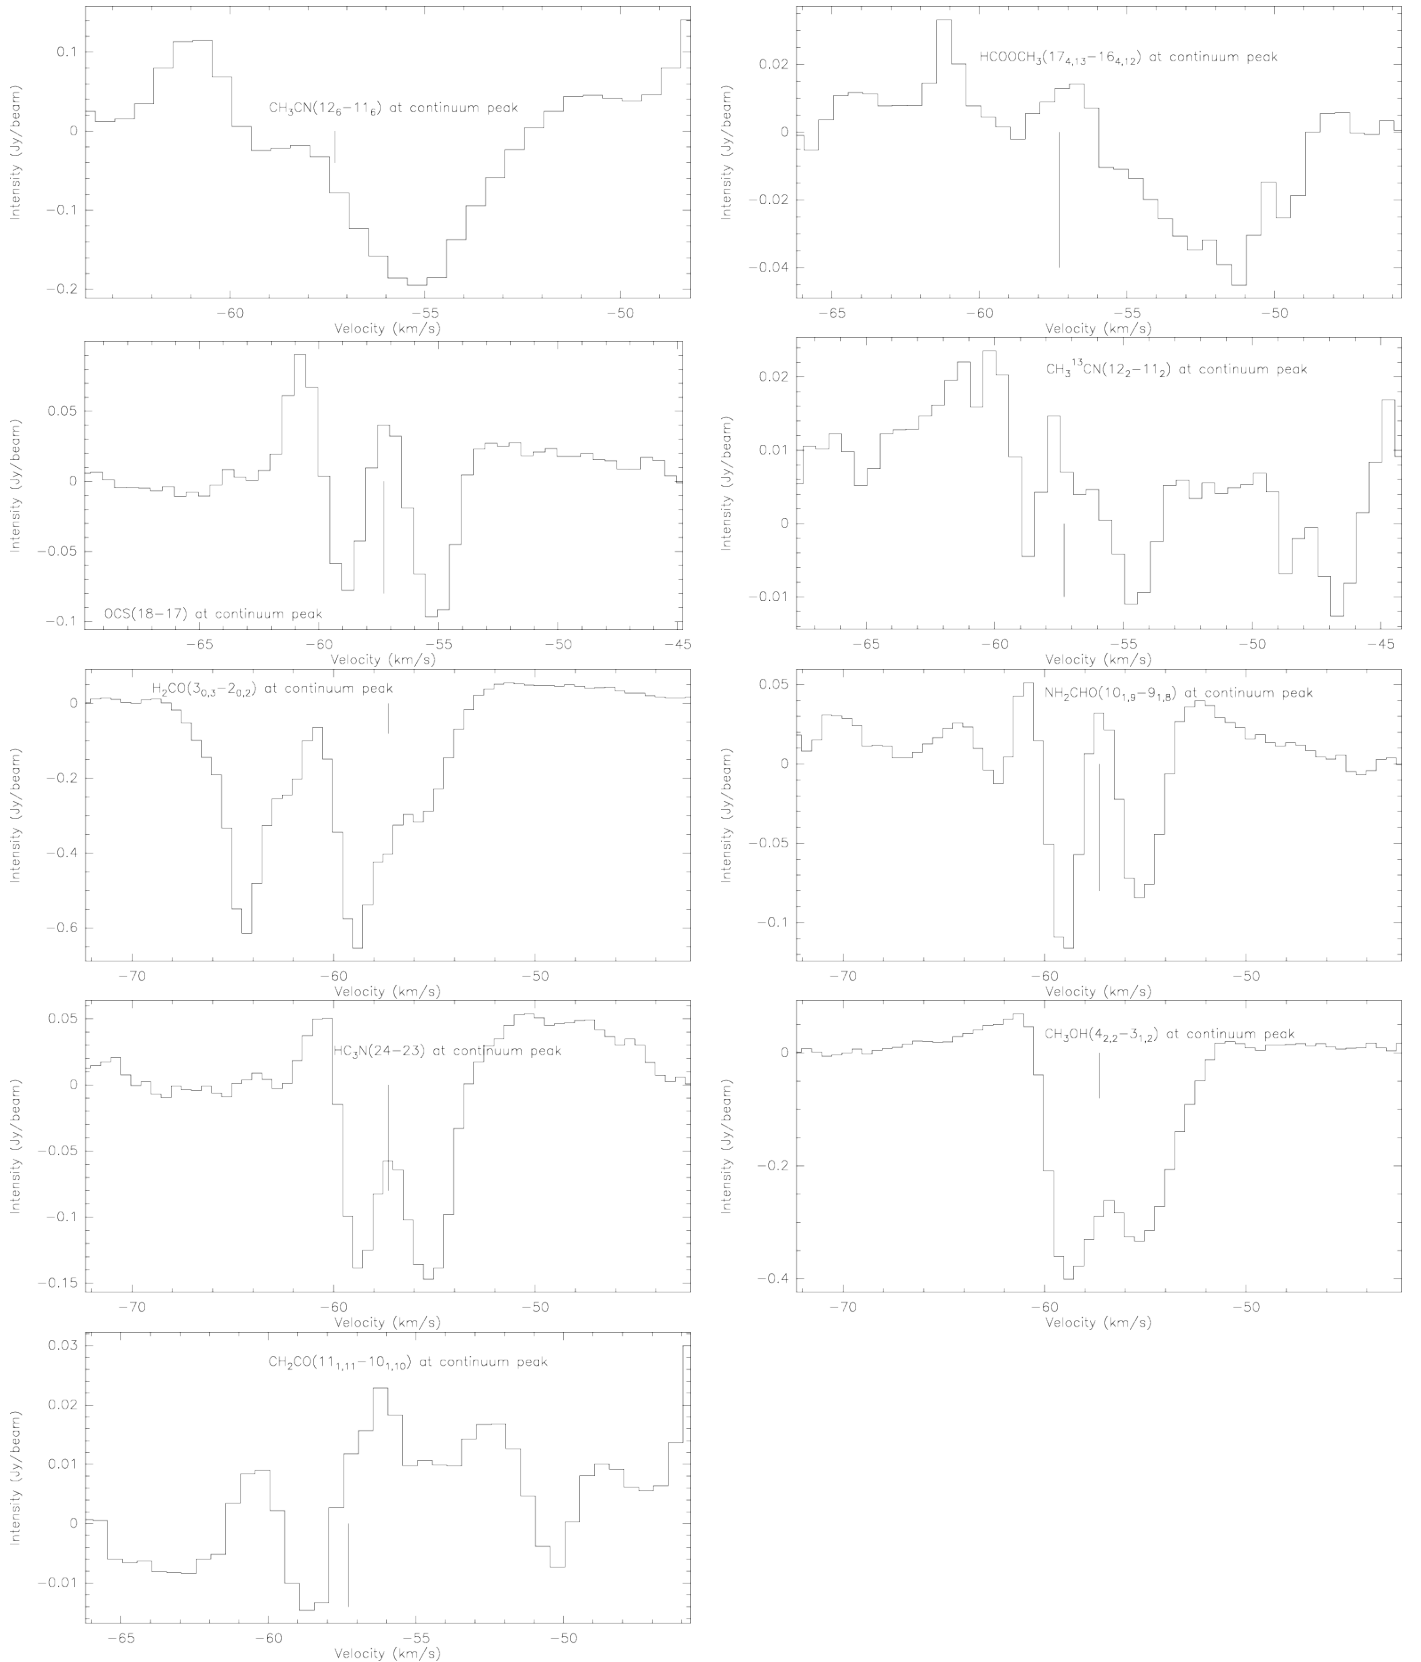 CH₃CN(12₆−11₆) at continuum peak
Intensity (Jy/beam)
0.1
0
−0.1
−0.2
−60 −55 −50
Velocity (km/s)
HCOOCH₃(17₄,₁₃−16₄,₁₂) at continuum peak
Intensity (Jy/beam)
0.02
0
−0.02
−0.04
−65 −60 −55 −50
Velocity (km/s)
OCS(18−17) at continuum peak
Intensity (Jy/beam)
0.05
0
−0.05
−0.1
−65 −60 −55 −50 −45
Velocity (km/s)
CH₃¹³CN(12₂−11₂) at continuum peak
Intensity (Jy/beam)
0.02
0.01
0
−0.01
−65 −60 −55 −50 −45
Velocity (km/s)
H₂CO(3₀,₃−2₀,₂) at continuum peak
Intensity (Jy/beam)
0
−0.2
−0.4
−0.6
−70 −60 −50
Velocity (km/s)
NH₂CHO(10₁,₉−9₁,₈) at continuum peak
Intensity (Jy/beam)
0.05
0
−0.05
−0.1
−70 −60 −50
Velocity (km/s)
HC₃N(24−23) at continuum peak
Intensity (Jy/beam)
0.05
0
−0.05
−0.1
−0.15
−70 −60 −50
Velocity (km/s)
CH₃OH(4₂,₂−3₁,₂) at continuum peak
Intensity (Jy/beam)
0
−0.2
−0.4
−70 −60 −50
Velocity (km/s)
CH₂CO(11₁,₁₁−10₁,₁₀) at continuum peak
Intensity (Jy/beam)
0.03
0.02
0.01
0
−0.01
−65 −60 −55 −50
Velocity (km/s)